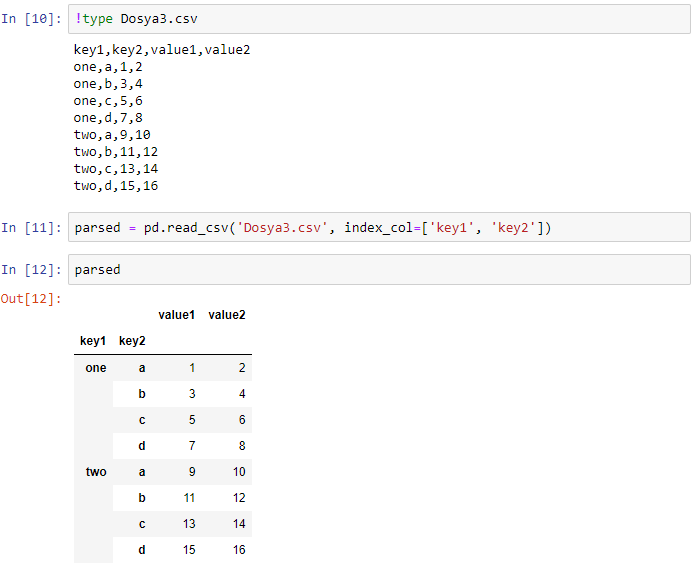 In [10]: !type Dosya3.csv
key1,key2,value1,value2
one,a,1,2
one,b,3,4
one,c,5,6
one,d,7,8
two,a,9,10
two,b,11,12
two,c,13,14
two,d,15,16
In [11]: parsed = pd.read_csv('Dosya3.csv', index_col=['key1', 'key2'])
In [12]: parsed
Out[12]:
value1 value2
key1 key2
one a 1 2
b 3 4
c 5 6
d 7 8
two a 9 10
b 11 12
c 13 14
d 15 16